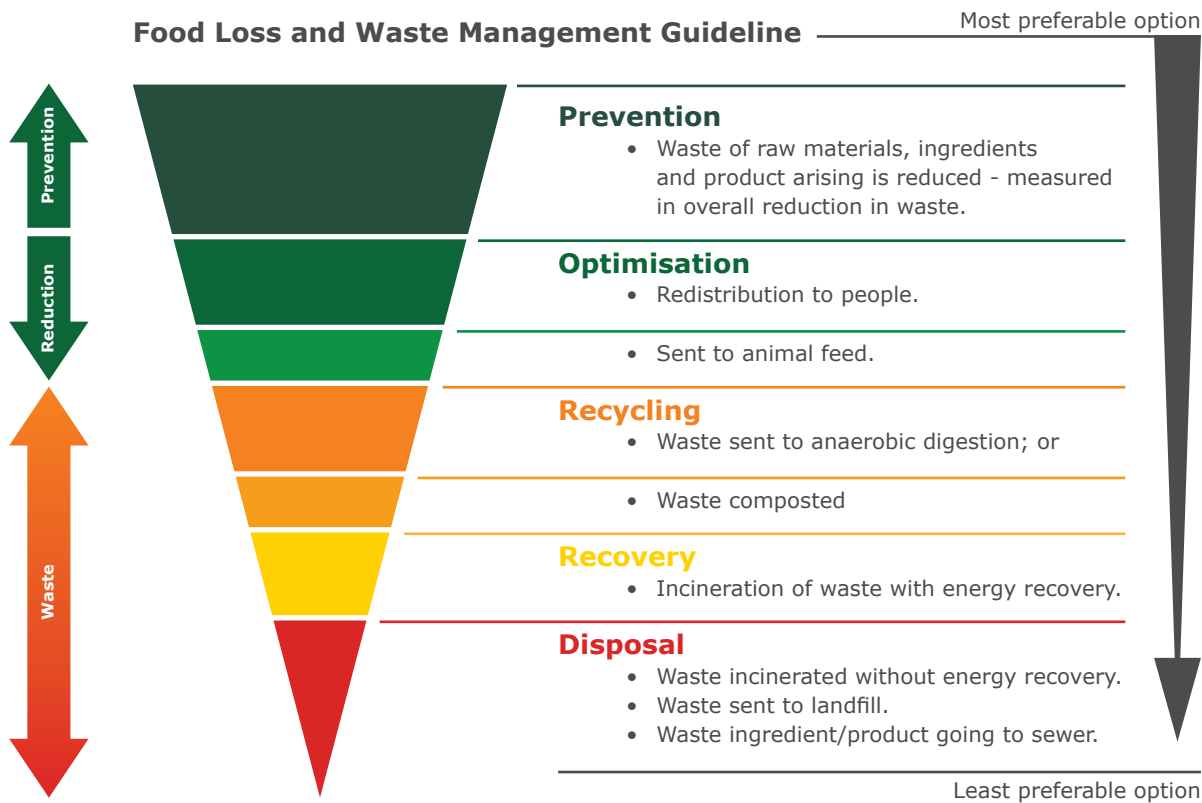 Food Loss and Waste Management Guideline
Most preferable option
Prevention
Prevention
• Waste of raw materials, ingredients
and product arising is reduced - measured
in overall reduction in waste.
Reduction
Optimisation
• Redistribution to people.
• Sent to animal feed.
Waste
Recycling
• Waste sent to anaerobic digestion; or
• Waste composted
Recovery
• Incineration of waste with energy recovery.
Disposal
• Waste incinerated without energy recovery.
• Waste sent to landfill.
• Waste ingredient/product going to sewer.
Least preferable option